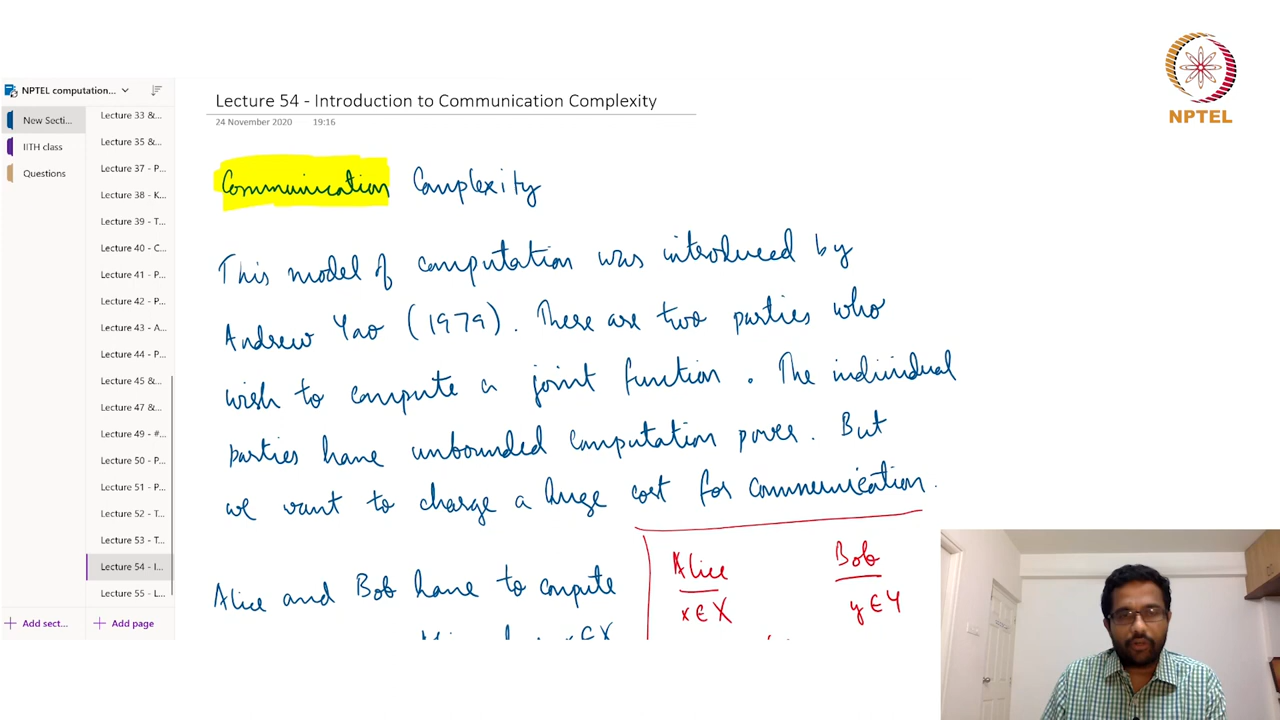 NPTEL
NPTEL computation...
New Secti...
IITH class
Questions
Add sect...
Lecture 33 &...
Lecture 35 &...
Lecture 37 - P...
Lecture 38 - K...
Lecture 39 - T...
Lecture 40 - C...
Lecture 41 - P...
Lecture 42 - P...
Lecture 43 - A...
Lecture 44 - P...
Lecture 45 &...
Lecture 47 &...
Lecture 49 - #...
Lecture 50 - P...
Lecture 51 - P...
Lecture 52 - T...
Lecture 53 - T...
Lecture 54 - I...
Lecture 55 - L...
Add page
Lecture 54 - Introduction to Communication Complexity
24 November 2020 19:16
Communication Complexity
This model of computation was introduced by
Andrew Yao (1979). There are two parties who
wish to compute a joint function. The individual
parties have unbounded computation power. But
we want to charge a huge cost for communication.
Alice and Bob have to compute
x∈X
Alice Bob
x∈X y∈Y